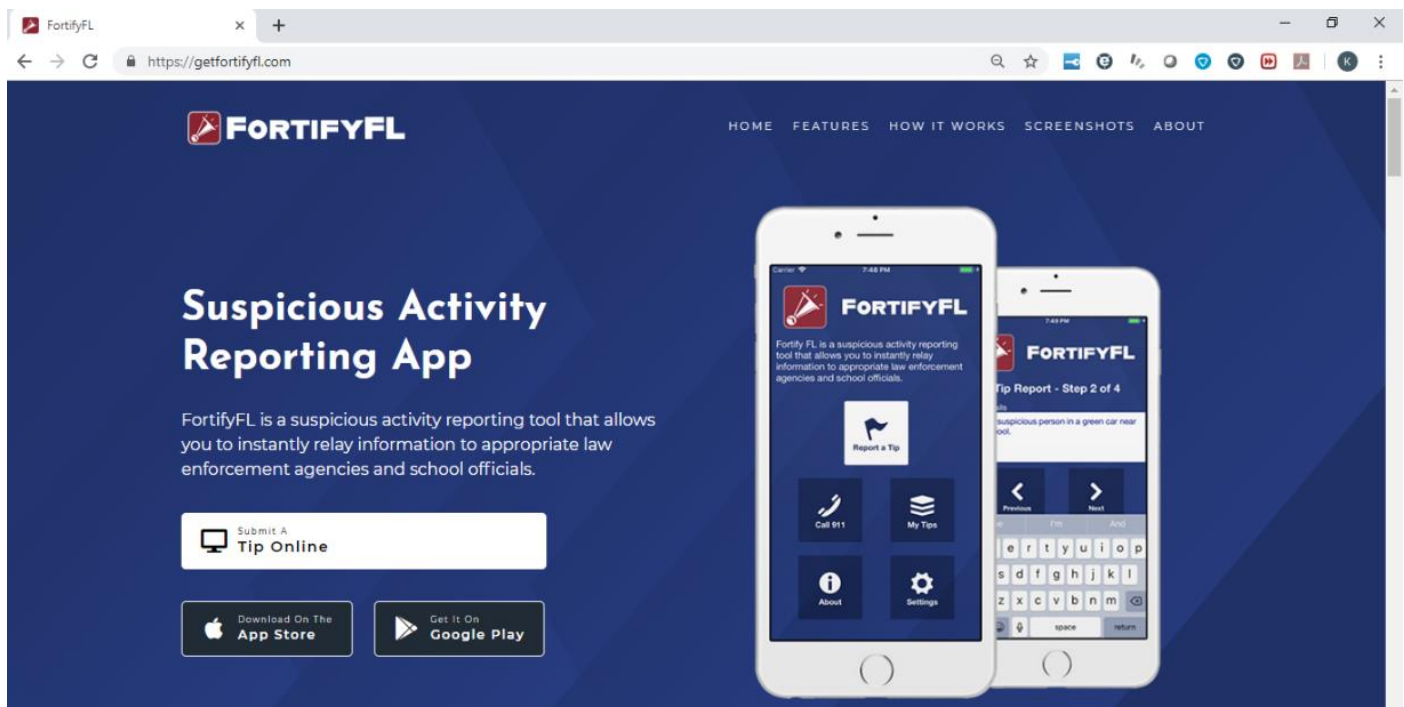 FortifyFL
https://getfortifyfl.com
K
FORTIFYFL
HOME FEATURES HOW IT WORKS SCREENSHOTS ABOUT
Suspicious Activity
Reporting App
FortifyFL is a suspicious activity reporting tool that allows
you to instantly relay information to appropriate law
enforcement agencies and school officials.
Submit A
Tip Online
Download On The
App Store
Get It On
Google Play
Carrier 7:48 PM
FORTIFYFL
Fortify FL is a suspicious activity reporting
tool that allows you to instantly relay
information to appropriate law enforcement
agencies and school officials.
Report a Tip
Call 911 My Tips
About Settings
7:49 PM
FORTIFYFL
Tip Report - Step 2 of 4
suspicious person in a green car near
Previous Next
I'm And
e r t y u i o p
s d f g h j k l
z x c v b n m
space return